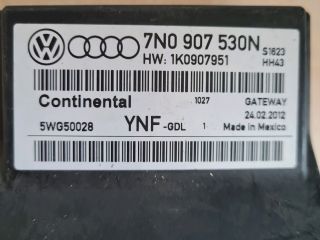 7N0 907 530N S1623
HW: 1K0907951 HH43
Continental 1027 GATEWAY
24.02.2012
5WG50028 YNF-GDL 1 Made in Mexico